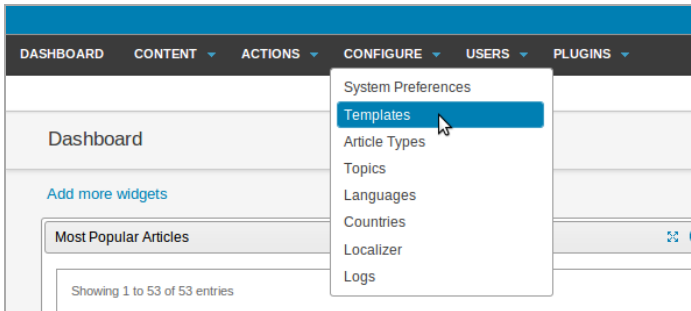 DASHBOARD CONTENT ACTIONS CONFIGURE USERS PLUGINS
System Preferences
Templates
Article Types
Topics
Languages
Countries
Localizer
Logs
Dashboard
Add more widgets
Most Popular Articles
Showing 1 to 53 of 53 entries